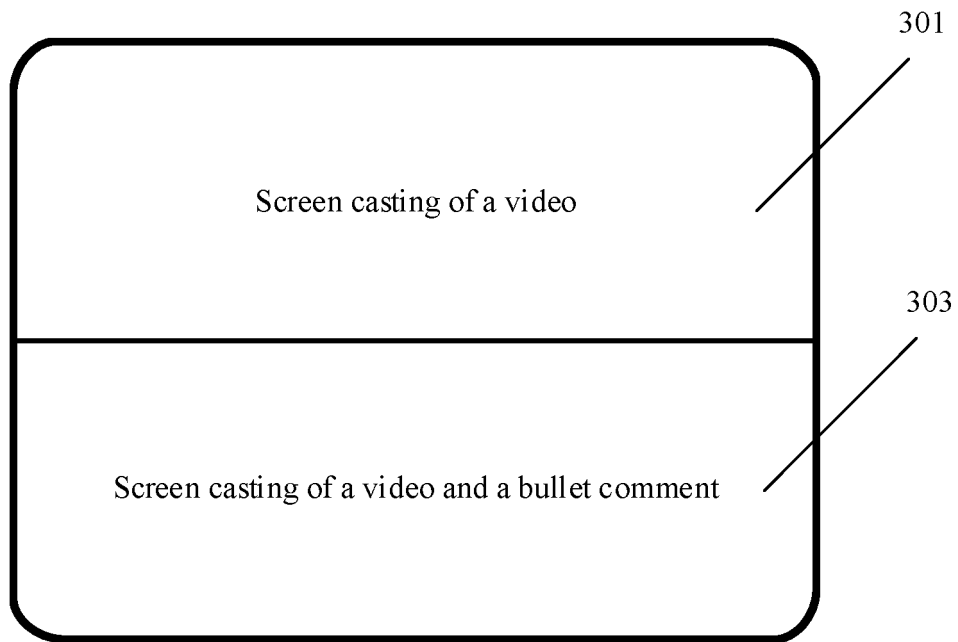 301
Screen casting of a video
303
Screen casting of a video and a bullet comment